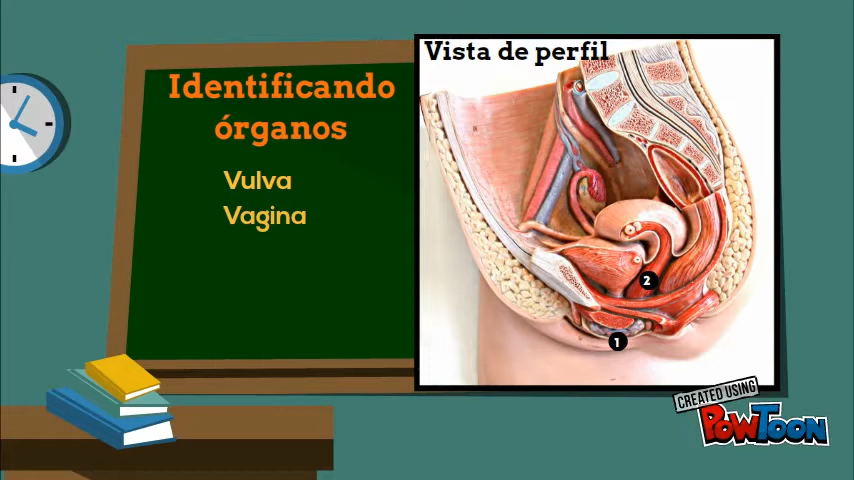 Vista de perfil
Identificando
órganos
Vulva
Vagina
2
1
CREATED USING
POWTOON